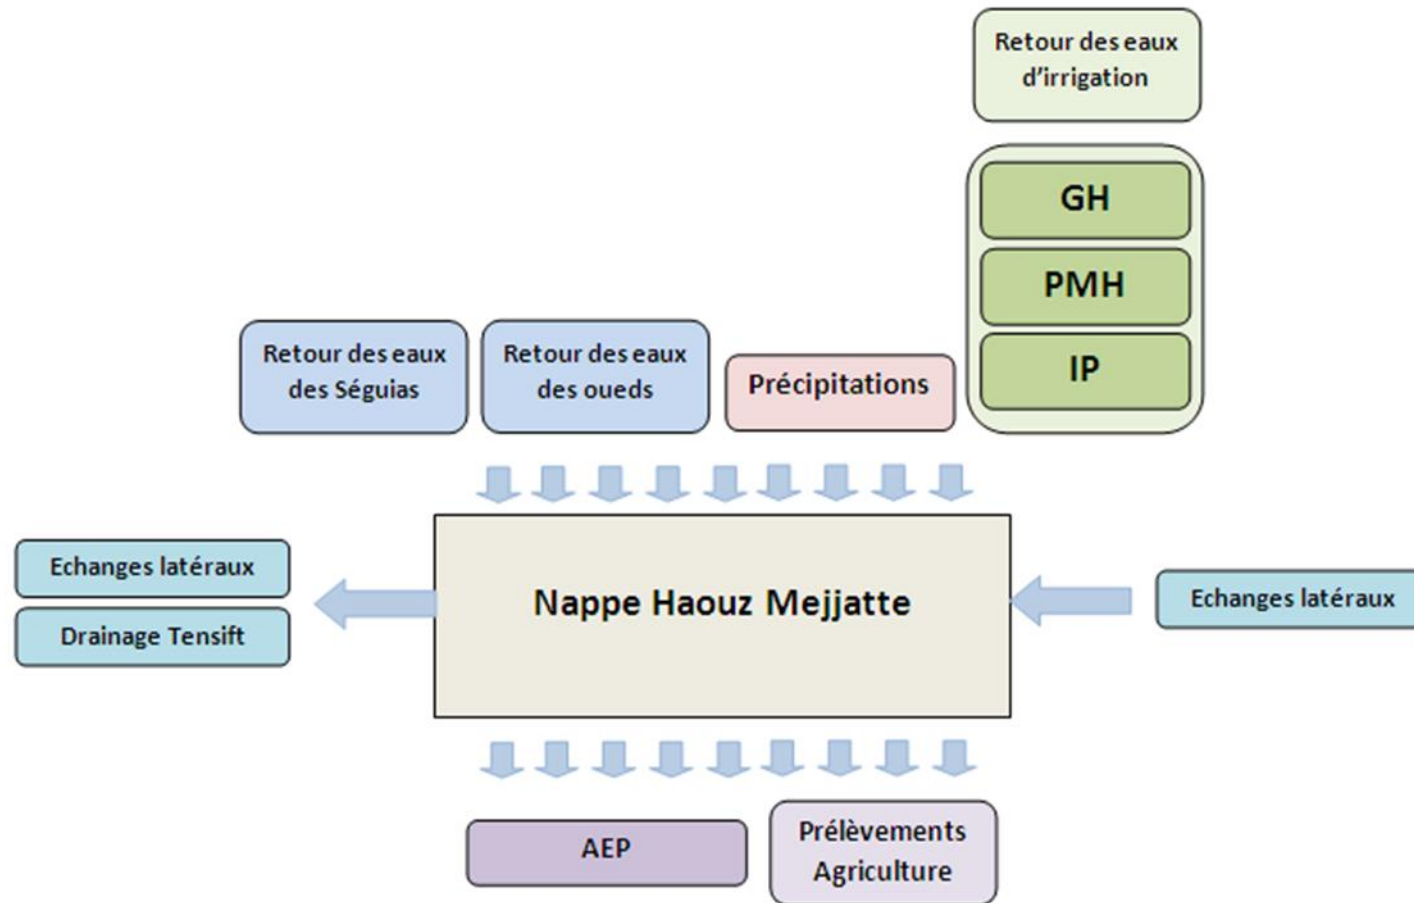 Retour des eaux
d'irrigation
GH
PMH
IP
Retour des eaux
des Séguias
Retour des eaux
des oueds
Précipitations
Echanges latéraux
Drainage Tensift
Nappe Haouz Mejjatte
Echanges latéraux
AEP
Prélèvements
Agriculture